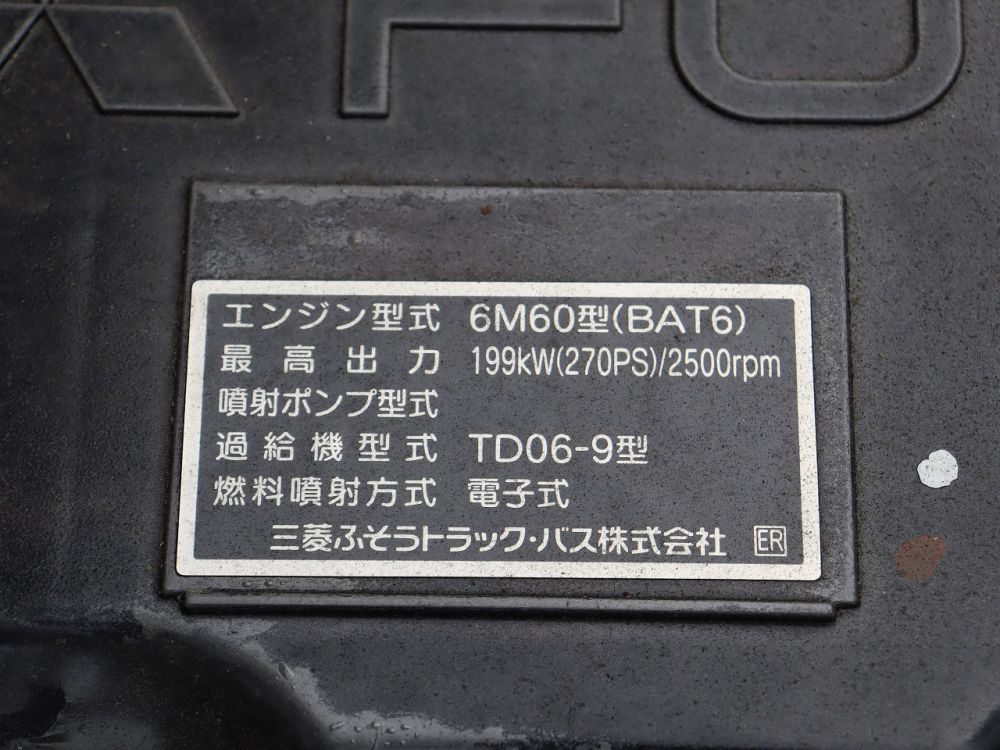 エンジン型式 6M60型(BAT6)
最高出力 199kW(270PS)/2500rpm
噴射ポンプ型式
過給機型式 TD06-9型
燃料噴射方式 電子式
三菱ふそうトラック・バス株式会社 ER